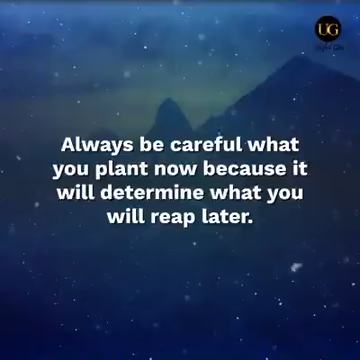 UG
Always be careful what
you plant now because it
will determine what you
will reap later.